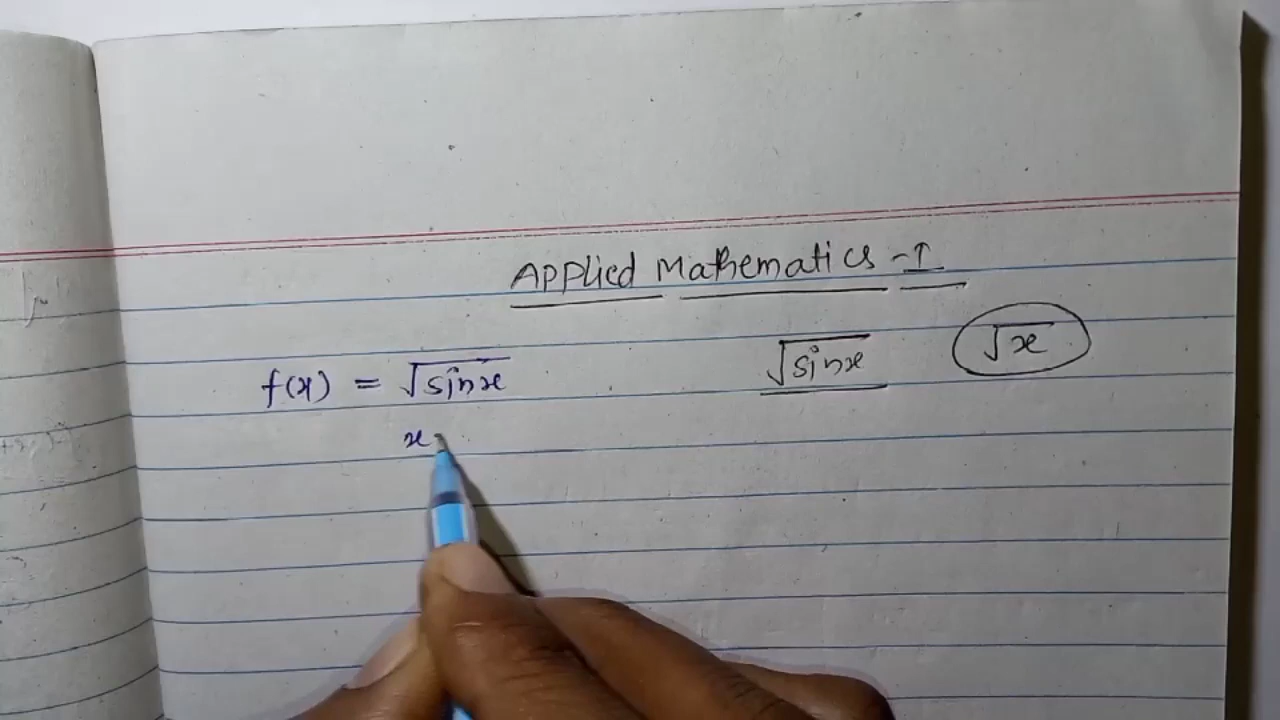 Applied Mathematics - I
√sinx √x
f(x) = √sinx
x